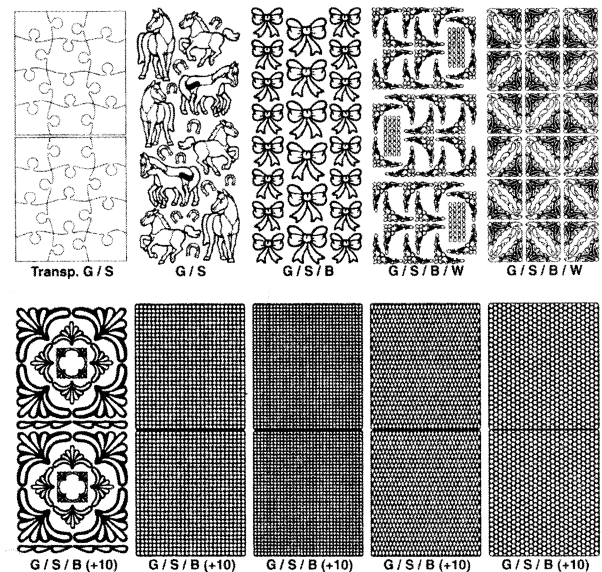 Transp. G / S
G / S
G / S / B
G / S / B / W
G / S / B / W
G / S / B (+10)
G / S / B (+10)
G / S / B (+10)
G / S / B (+10)
G / S / B (+10)